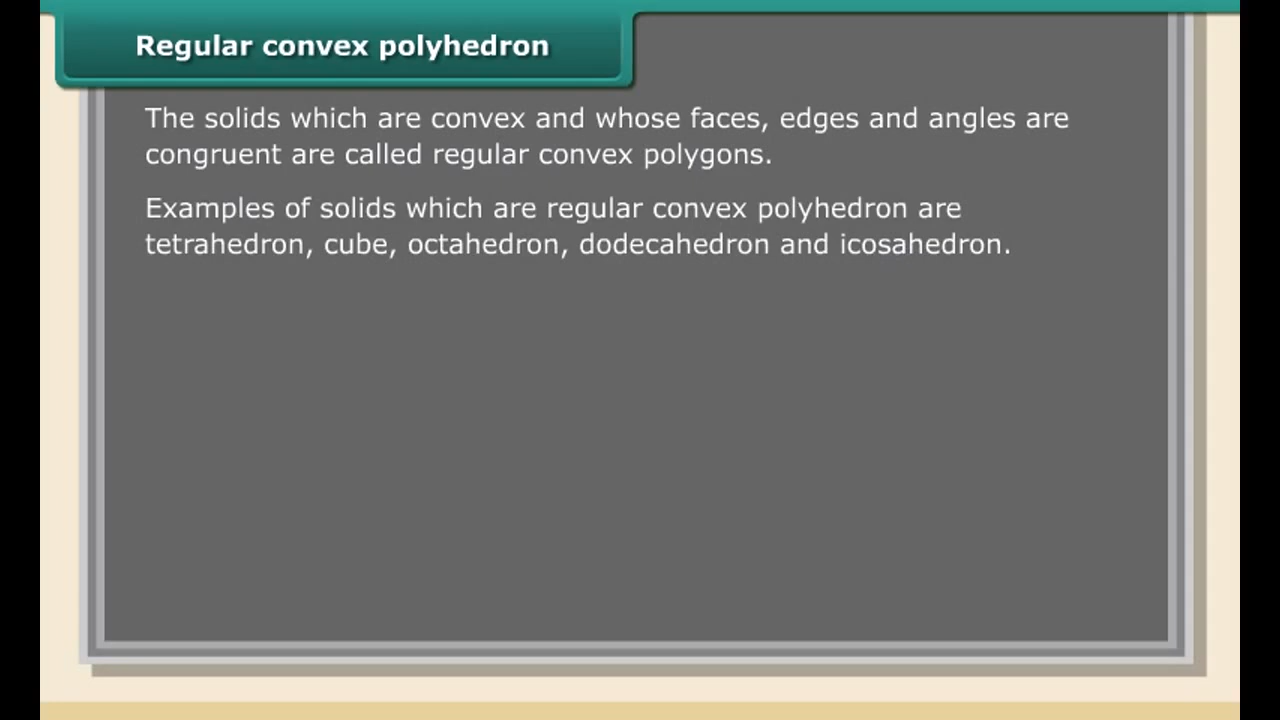 Regular convex polyhedron
The solids which are convex and whose faces, edges and angles are
congruent are called regular convex polygons.
Examples of solids which are regular convex polyhedron are
tetrahedron, cube, octahedron, dodecahedron and icosahedron.